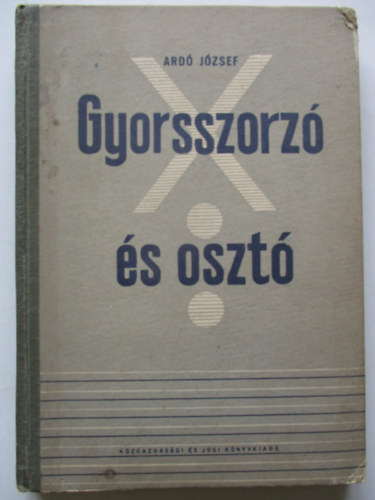 ARDÓ JÓZSEF
Gyorsszorzó
és osztó
KÖZGAZDASÁGI ÉS JOGI KÖNYVKIADÓ